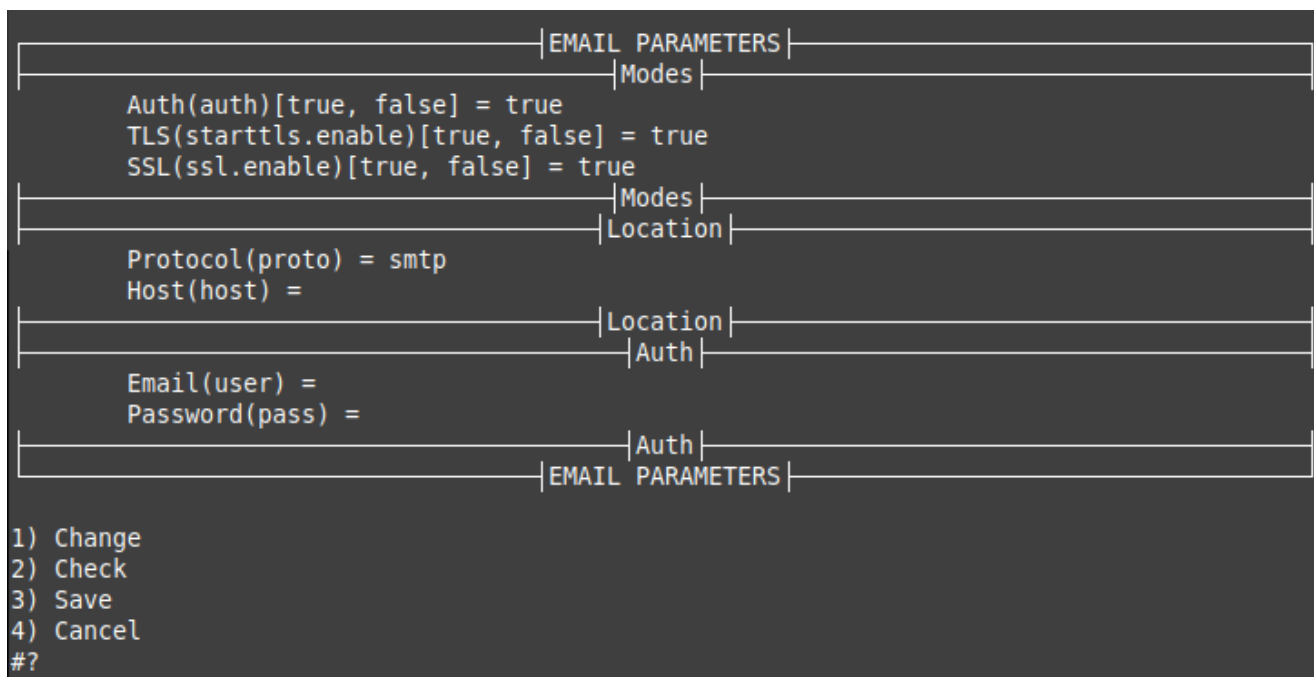 EMAIL PARAMETERS
Modes
Auth(auth)[true, false] = true
TLS(starttls.enable)[true, false] = true
SSL(ssl.enable)[true, false] = true
Modes
Location
Protocol(proto) = smtp
Host(host) =
Location
Auth
Email(user) =
Password(pass) =
Auth
EMAIL PARAMETERS
1) Change
2) Check
3) Save
4) Cancel
#?